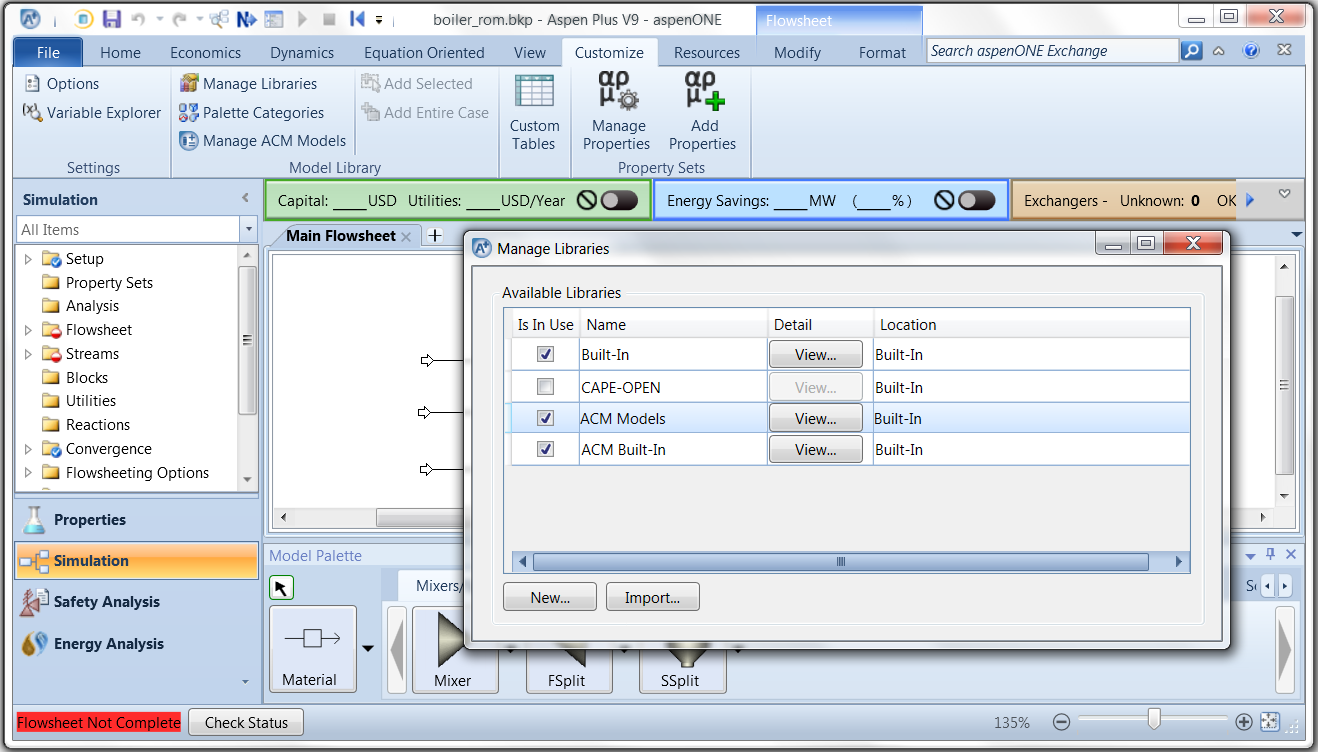 boiler_rom.bkp - Aspen Plus V9 - aspenONE
Flowsheet
File Home Economics Dynamics Equation Oriented View Customize Resources Modify Format Search aspenONE Exchange
Options
Variable Explorer
Settings
Manage Libraries
Palette Categories
Manage ACM Models
Add Selected
Add Entire Case
Model Library
Custom
Tables
αρ
μ
Manage
Properties
αρ
μ
Add
Properties
Property Sets
Simulation
All Items
Setup
Property Sets
Analysis
Flowsheet
Streams
Blocks
Utilities
Reactions
Convergence
Flowsheeting Options
Properties
Simulation
Safety Analysis
Energy Analysis
Capital: ____USD Utilities: ____USD/Year
Energy Savings: ____MW (____%)
Exchangers - Unknown: 0 OK
Main Flowsheet
Manage Libraries
Available Libraries
Is In Use Name Detail Location
Built-In View... Built-In
CAPE-OPEN View... Built-In
ACM Models View... Built-In
ACM Built-In View... Built-In
New... Import...
Model Palette
Mixers/
Material
Mixer
FSplit
SSplit
Flowsheet Not Complete Check Status
135%